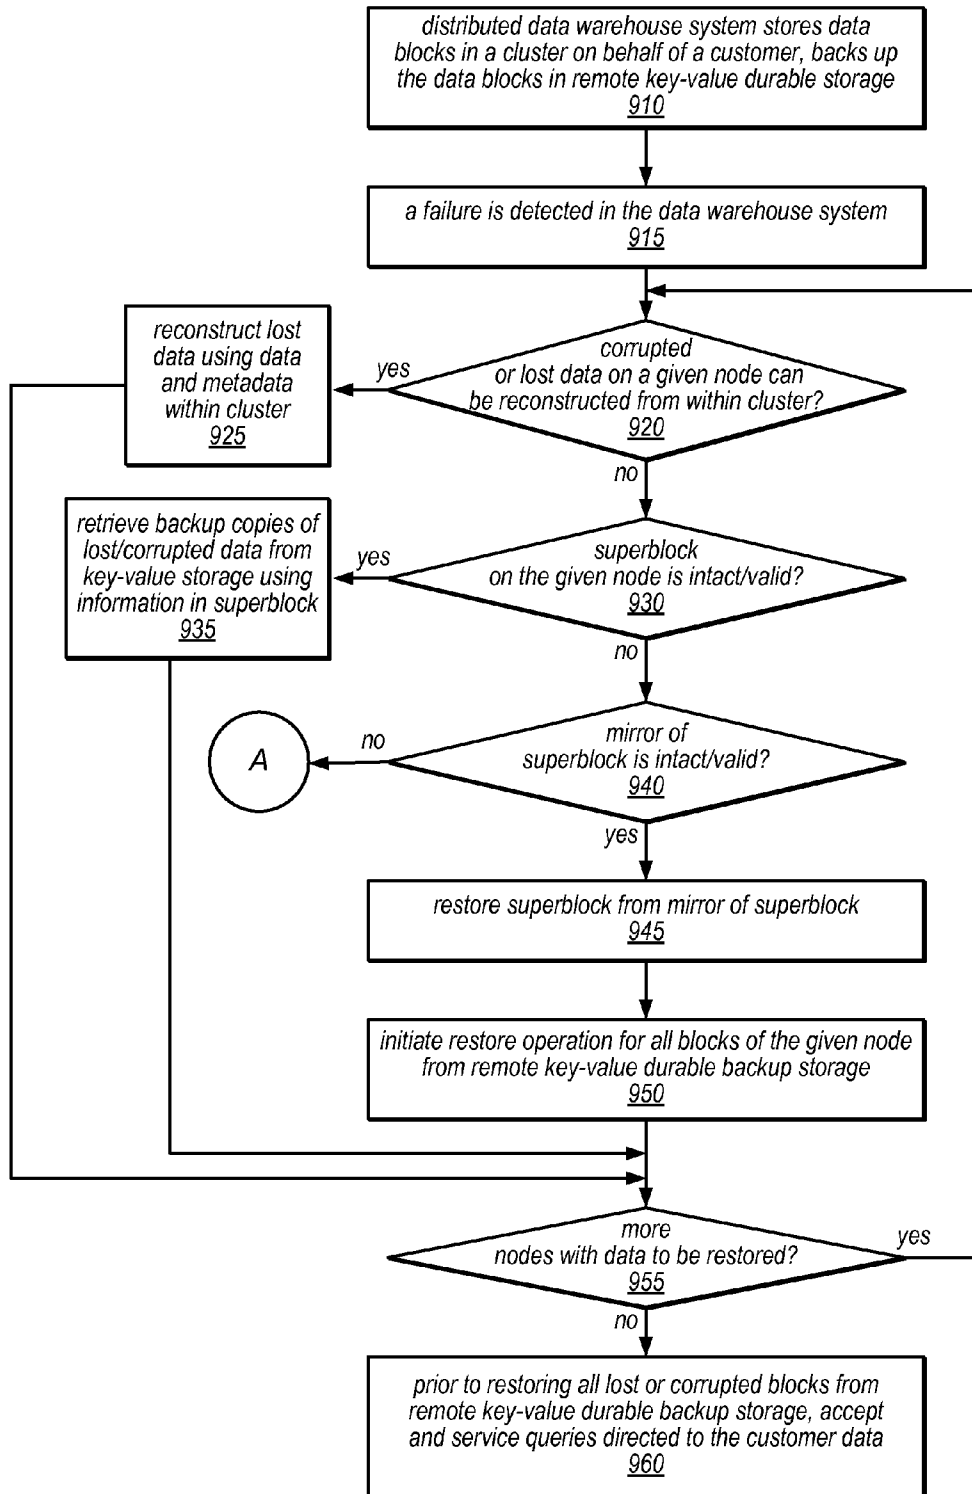 distributed data warehouse system stores data
blocks in a cluster on behalf of a customer, backs up
the data blocks in remote key-value durable storage
910
a failure is detected in the data warehouse system
915
reconstruct lost
data using data
and metadada
within cluster
925
yes
corrupted
or lost data on a given node can
be reconstructed from within cluster?
920
no
retrieve backup copies of
lost/corrupted data from
key-value storage using
information in superblock
935
yes
superblock
on the given node is intact/valid?
930
no
A
no
mirror of
superblock is intact/valid?
940
yes
restore superblock from mirror of superblock
945
initiate restore operation for all blocks of the given node
from remote key-value durable backup storage
950
more
nodes with data to be restored?
955
yes
no
prior to restoring all lost or corrupted blocks from
remote key-value durable backup storage, accept
and service queries directed to the customer data
960